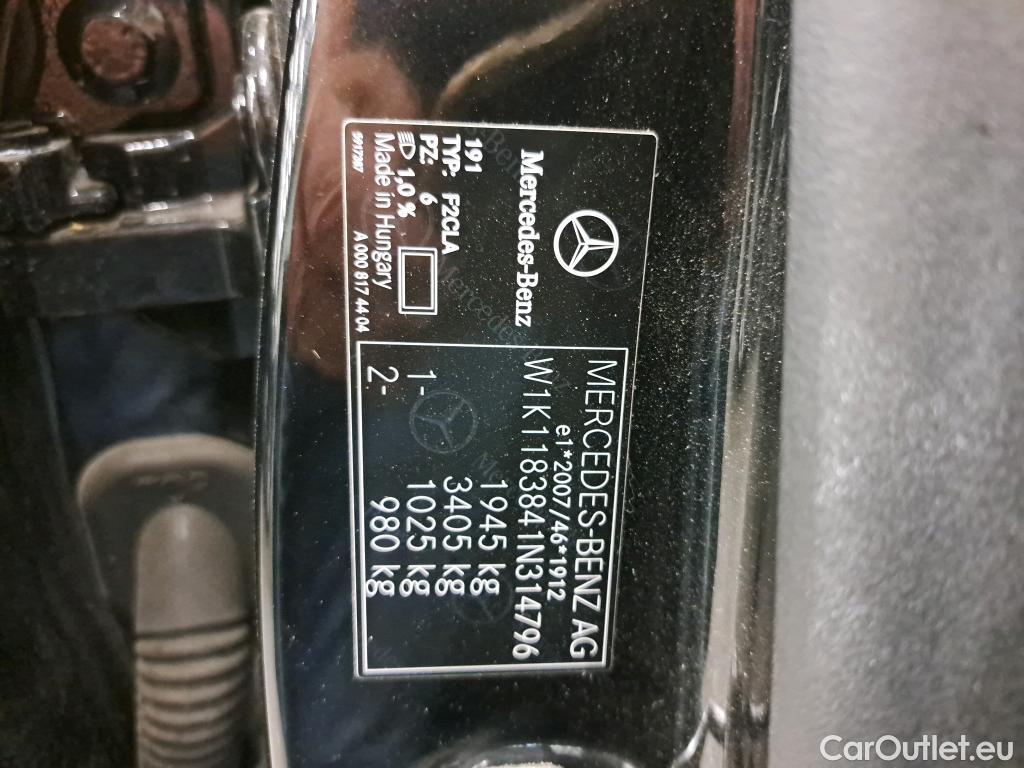 Mercedes-Benz
191
TYP: F2CLA
PZ: 6
1,0 %
Made in Hungary
A 000 817 44 04
MERCEDES-BENZ AG
e1*2007/46*1912
W1K1183841N314796
1945 kg
3405 kg
1- 1025 kg
2- 980 kg
CarOutlet.eu